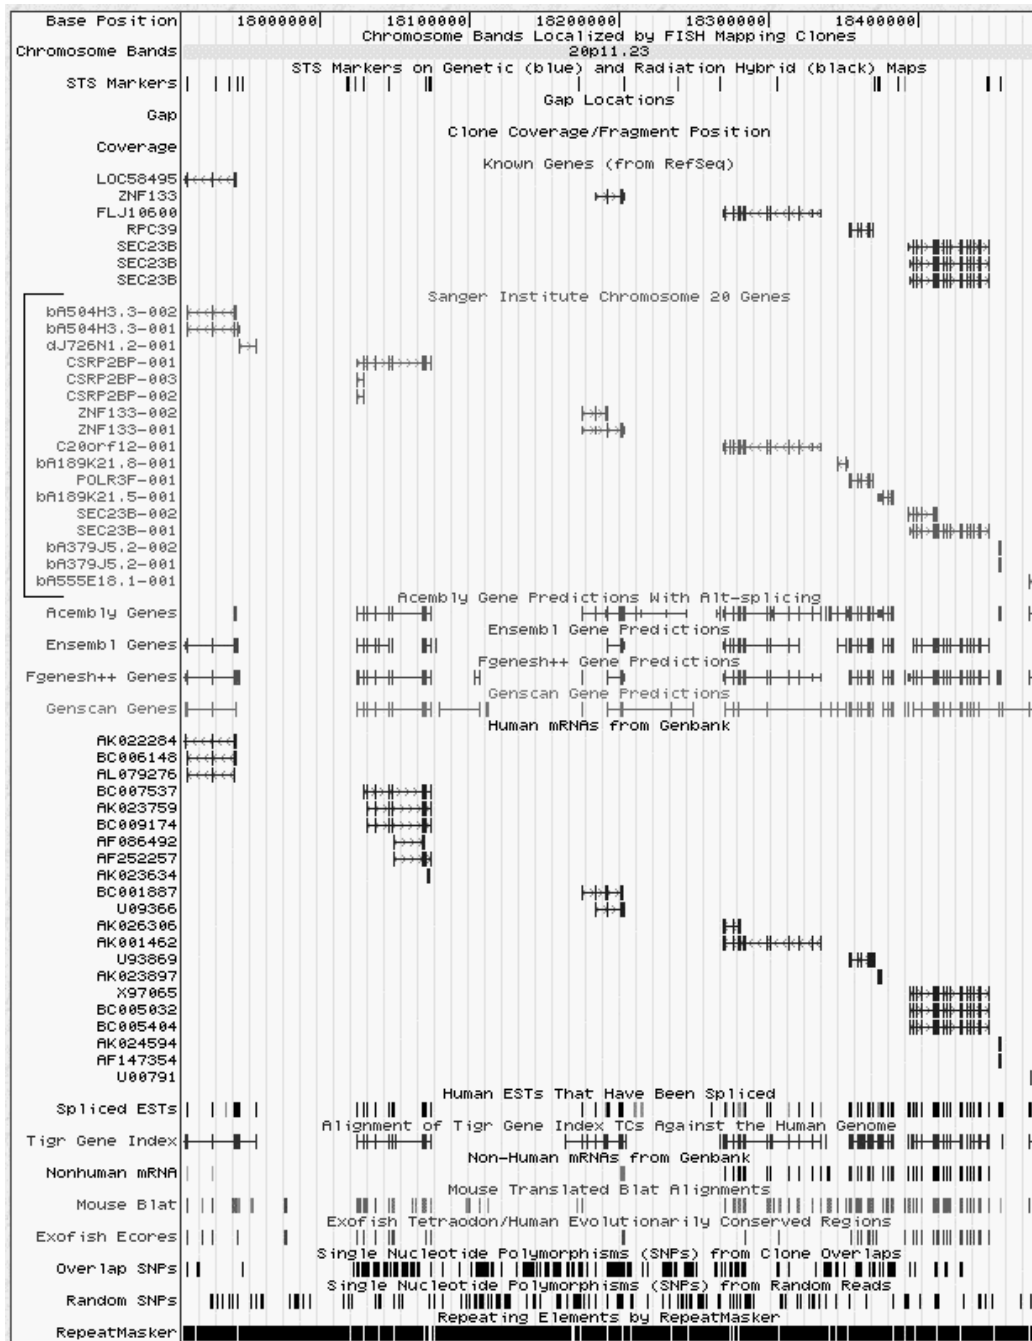 Base Position 18000000 18100000 18200000 18300000 18400000
Chromosome Bands Localized by FISH Mapping Clones
Chromosome Bands 20p11.23
STS Markers on Genetic (blue) and Radiation Hybrid (black) Maps
STS Markers
Gap Locations
Gap
Clone Coverage/Fragment Position
Coverage
Known Genes (from RefSeq)
LOC58495
ZNF133
FLJ10600
RPC39
SEC23B
SEC23B
SEC23B
Sanger Institute Chromosome 20 Genes
bA504H3.3-002
bA504H3.3-001
dJ726N1.2-001
CSRP2BP-001
CSRP2BP-003
CSRP2BP-002
ZNF133-002
ZNF133-001
C20orf12-001
bA189K21.8-001
POLR3F-001
bA189K21.5-001
SEC23B-002
SEC23B-001
bA379J5.2-002
bA379J5.2-001
bA555E18.1-001
Acembly Gene Predictions With Alt-splicing
Acembly Genes
Ensembl Gene Predictions
Ensembl Genes
Fgenesh++ Gene Predictions
Fgenesh++ Genes
Genscan Gene Predictions
Genscan Genes
Human mRNAs from Genbank
AK022284
BC006148
AL079276
BC007537
AK023759
BC009174
AF086492
AF252257
AK023634
BC001887
U09366
AK026306
AK001462
U93869
AK023897
X97065
BC005032
BC005404
AK024594
AF147354
U00791
Human ESTs That Have Been Spliced
Spliced ESTs
Alignment of Tigr Gene Index TCs Against the Human Genome
Tigr Gene Index
Non-Human mRNAs from Genbank
Nonhuman mRNA
Mouse Translated Blat Alignments
Mouse Blat
Exofish Tetraodon/Human Evolutionarily Conserved Regions
Exofish Ecores
Single Nucleotide Polymorphisms (SNPs) from Clone Overlaps
Overlap SNPs
Single Nucleotide Polymorphisms (SNPs) from Random Reads
Random SNPs
Repeating Elements by RepeatMasker
RepeatMasker